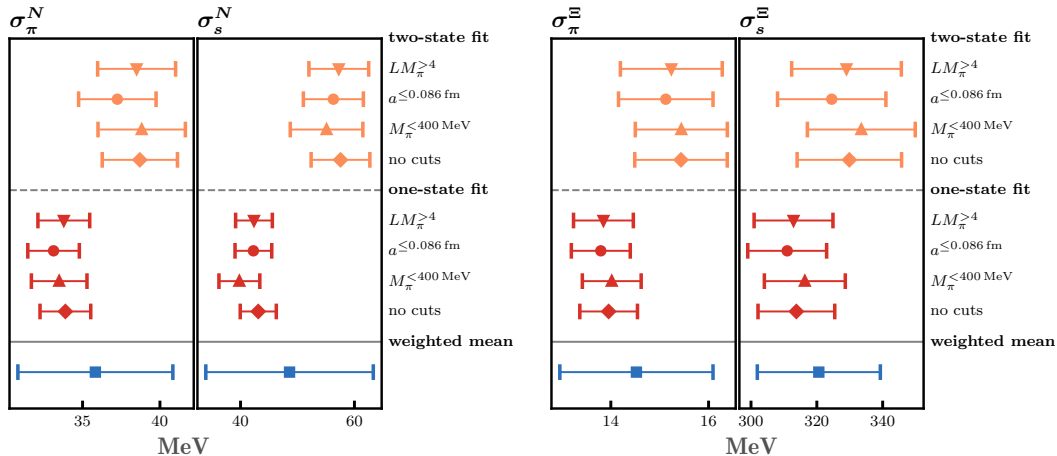 σ_π^N σ_s^N
two-state fit
LM_π^{>4}
a^{≤0.086 fm}
M_π^{<400 MeV}
no cuts
one-state fit
LM_π^{>4}
a^{≤0.086 fm}
M_π^{<400 MeV}
no cuts
weighted mean
35 40 40 60
MeV
σ_π^Ξ σ_s^Ξ
two-state fit
LM_π^{>4}
a^{≤0.086 fm}
M_π^{<400 MeV}
no cuts
one-state fit
LM_π^{>4}
a^{≤0.086 fm}
M_π^{<400 MeV}
no cuts
weighted mean
14 16 300 320 340
MeV